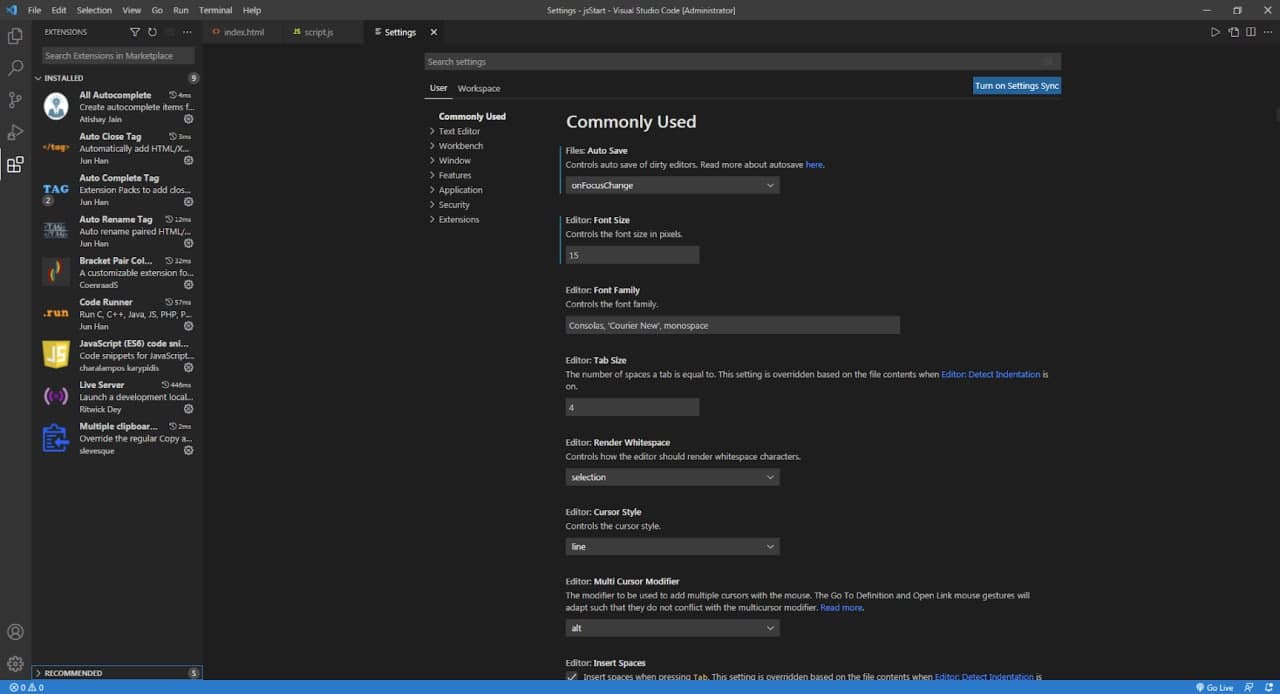 File Edit Selection View Go Run Terminal Help
Settings - jsStart - Visual Studio Code [Administrator]
EXTENSIONS
index.html
script.js
Settings
Search Extensions in Marketplace
INSTALLED 9
All Autocomplete 4ms
Create autocomplete items f...
Atishay Jain
Auto Close Tag 3ms
Automatically add HTML/X...
Jun Han
Auto Complete Tag
Extension Packs to add clos...
Jun Han
TAG
2
Auto Rename Tag 12ms
Auto rename paired HTML/...
Jun Han
Bracket Pair Col... 32ms
A customizable extension fo...
CoenraadS
Code Runner 57ms
Run C, C++, Java, JS, PHP, P...
Jun Han
.run
JavaScript (ES6) code sni...
Code snippets for JavaScript...
charalampos karypidis
JS
Live Server 448ms
Launch a development local...
Ritwick Dey
Multiple clipboar... 2ms
Override the regular Copy a...
slevesque
RECOMMENDED 5
Search settings
User Workspace
Turn on Settings Sync
Commonly Used
Text Editor
Workbench
Window
Features
Application
Security
Extensions
Commonly Used
Files: Auto Save
Controls auto save of dirty editors. Read more about autosave here.
onFocusChange
Editor: Font Size
Controls the font size in pixels.
15
Editor: Font Family
Controls the font family.
Consolas, 'Courier New', monospace
Editor: Tab Size
The number of spaces a tab is equal to. This setting is overridden based on the file contents when Editor: Detect Indentation is
on.
4
Editor: Render Whitespace
Controls how the editor should render whitespace characters.
selection
Editor: Cursor Style
Controls the cursor style.
line
Editor: Multi Cursor Modifier
The modifier to be used to add multiple cursors with the mouse. The Go To Definition and Open Link mouse gestures will
adapt such that they do not conflict with the multicursor modifier. Read more.
alt
Editor: Insert Spaces
Insert spaces when pressing Tab. This setting is overridden based on the file contents when Editor: Detect Indentation is
0 0
Go Live